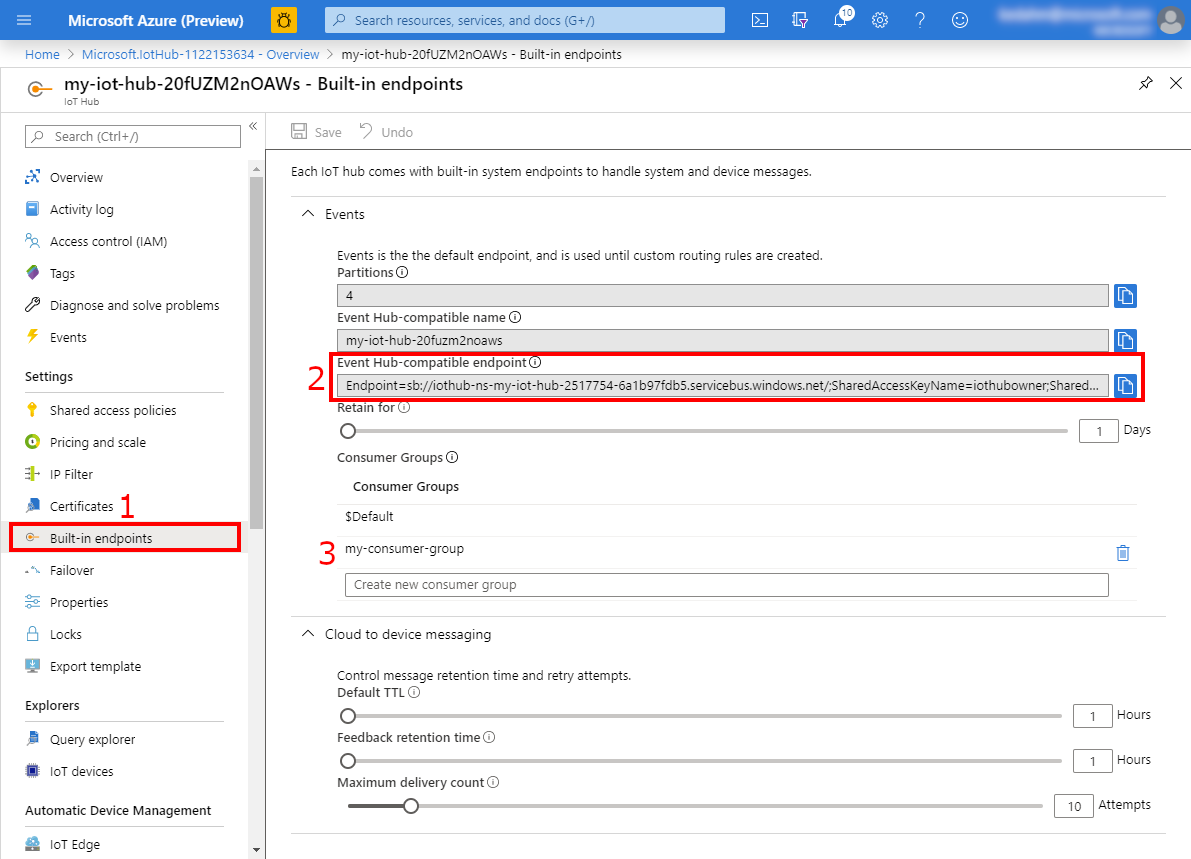 Microsoft Azure (Preview)
Search resources, services, and docs (G+/)
10
Home > Microsoft.IotHub-1122153634 - Overview > my-iot-hub-20fUZM2nOAWs - Built-in endpoints
my-iot-hub-20fUZM2nOAWs - Built-in endpoints
IoT Hub
Search (Ctrl+/)
«
Overview
Activity log
Access control (IAM)
Tags
Diagnose and solve problems
Events
Settings
Shared access policies
Pricing and scale
IP Filter
Certificates
1
Built-in endpoints
Failover
Properties
Locks
Export template
Explorers
Query explorer
IoT devices
Automatic Device Management
IoT Edge
Save
Undo
Each IoT hub comes with built-in system endpoints to handle system and device messages.
Events
Events is the the default endpoint, and is used until custom routing rules are created.
Partitions
4
Event Hub-compatible name
my-iot-hub-20fuzm2noaws
2
Event Hub-compatible endpoint
Endpoint=sb://iothub-ns-my-iot-hub-2517754-6a1b97fdb5.servicebus.windows.net/;SharedAccessKeyName=iothubowner;Shared...
Retain for
1 Days
Consumer Groups
Consumer Groups
$Default
3
my-consumer-group
Create new consumer group
Cloud to device messaging
Control message retention time and retry attempts.
Default TTL
1 Hours
Feedback retention time
1 Hours
Maximum delivery count
10 Attempts